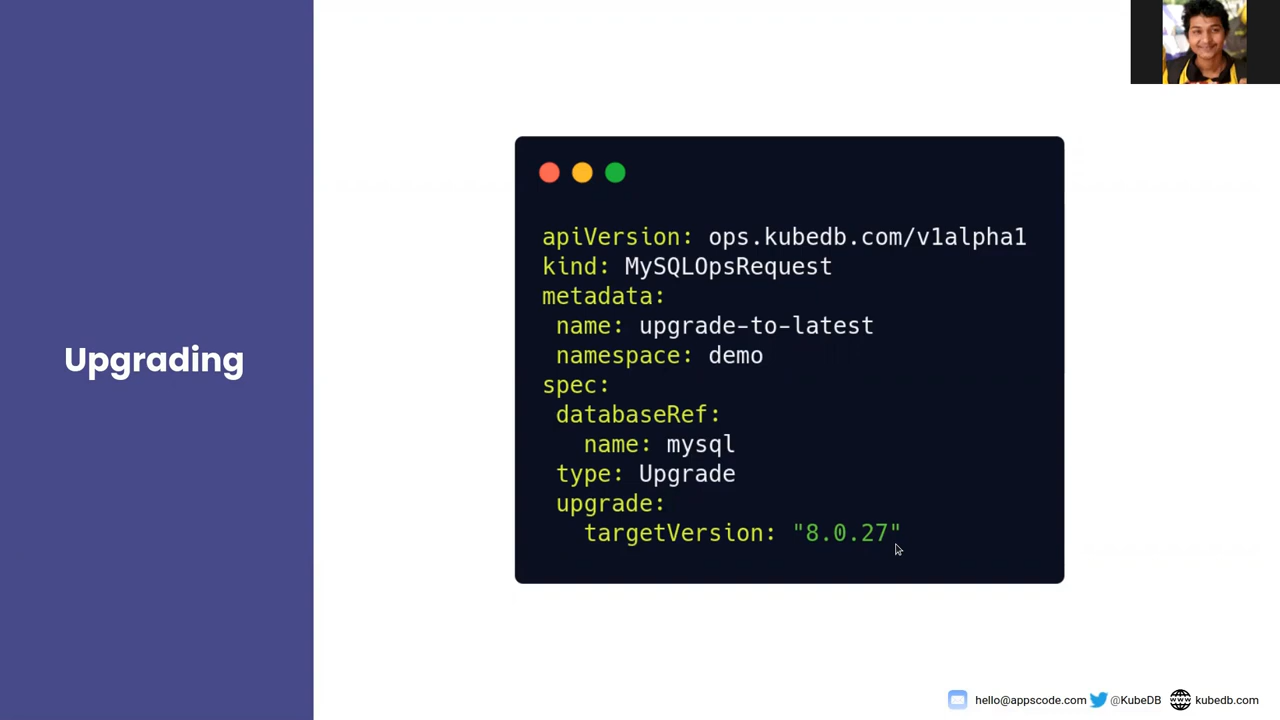 Upgrading
apiVersion: ops.kubedb.com/v1alpha1
kind: MySQLOpsRequest
metadata:
 name: upgrade-to-latest
 namespace: demo
spec:
 databaseRef:
   name: mysql
 type: Upgrade
 upgrade:
   targetVersion: "8.0.27"
hello@appscode.com @KubeDB www kubedb.com